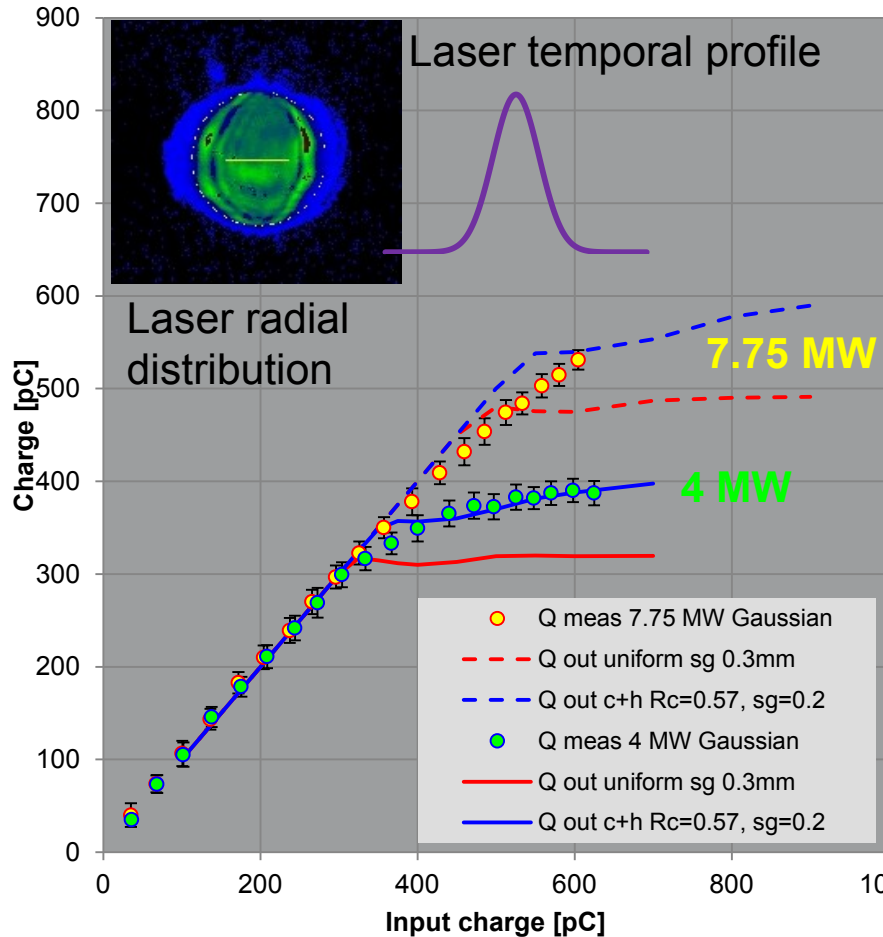 Laser temporal profile
Laser radial
distribution
7.75 MW
4 MW
Charge [pC]
900
800
700
600
500
400
300
200
100
0
Q meas 7.75 MW Gaussian
Q out uniform sg 0.3mm
Q out c+h Rc=0.57, sg=0.2
Q meas 4 MW Gaussian
Q out uniform sg 0.3mm
Q out c+h Rc=0.57, sg=0.2
0 200 400 600 800
Input charge [pC]